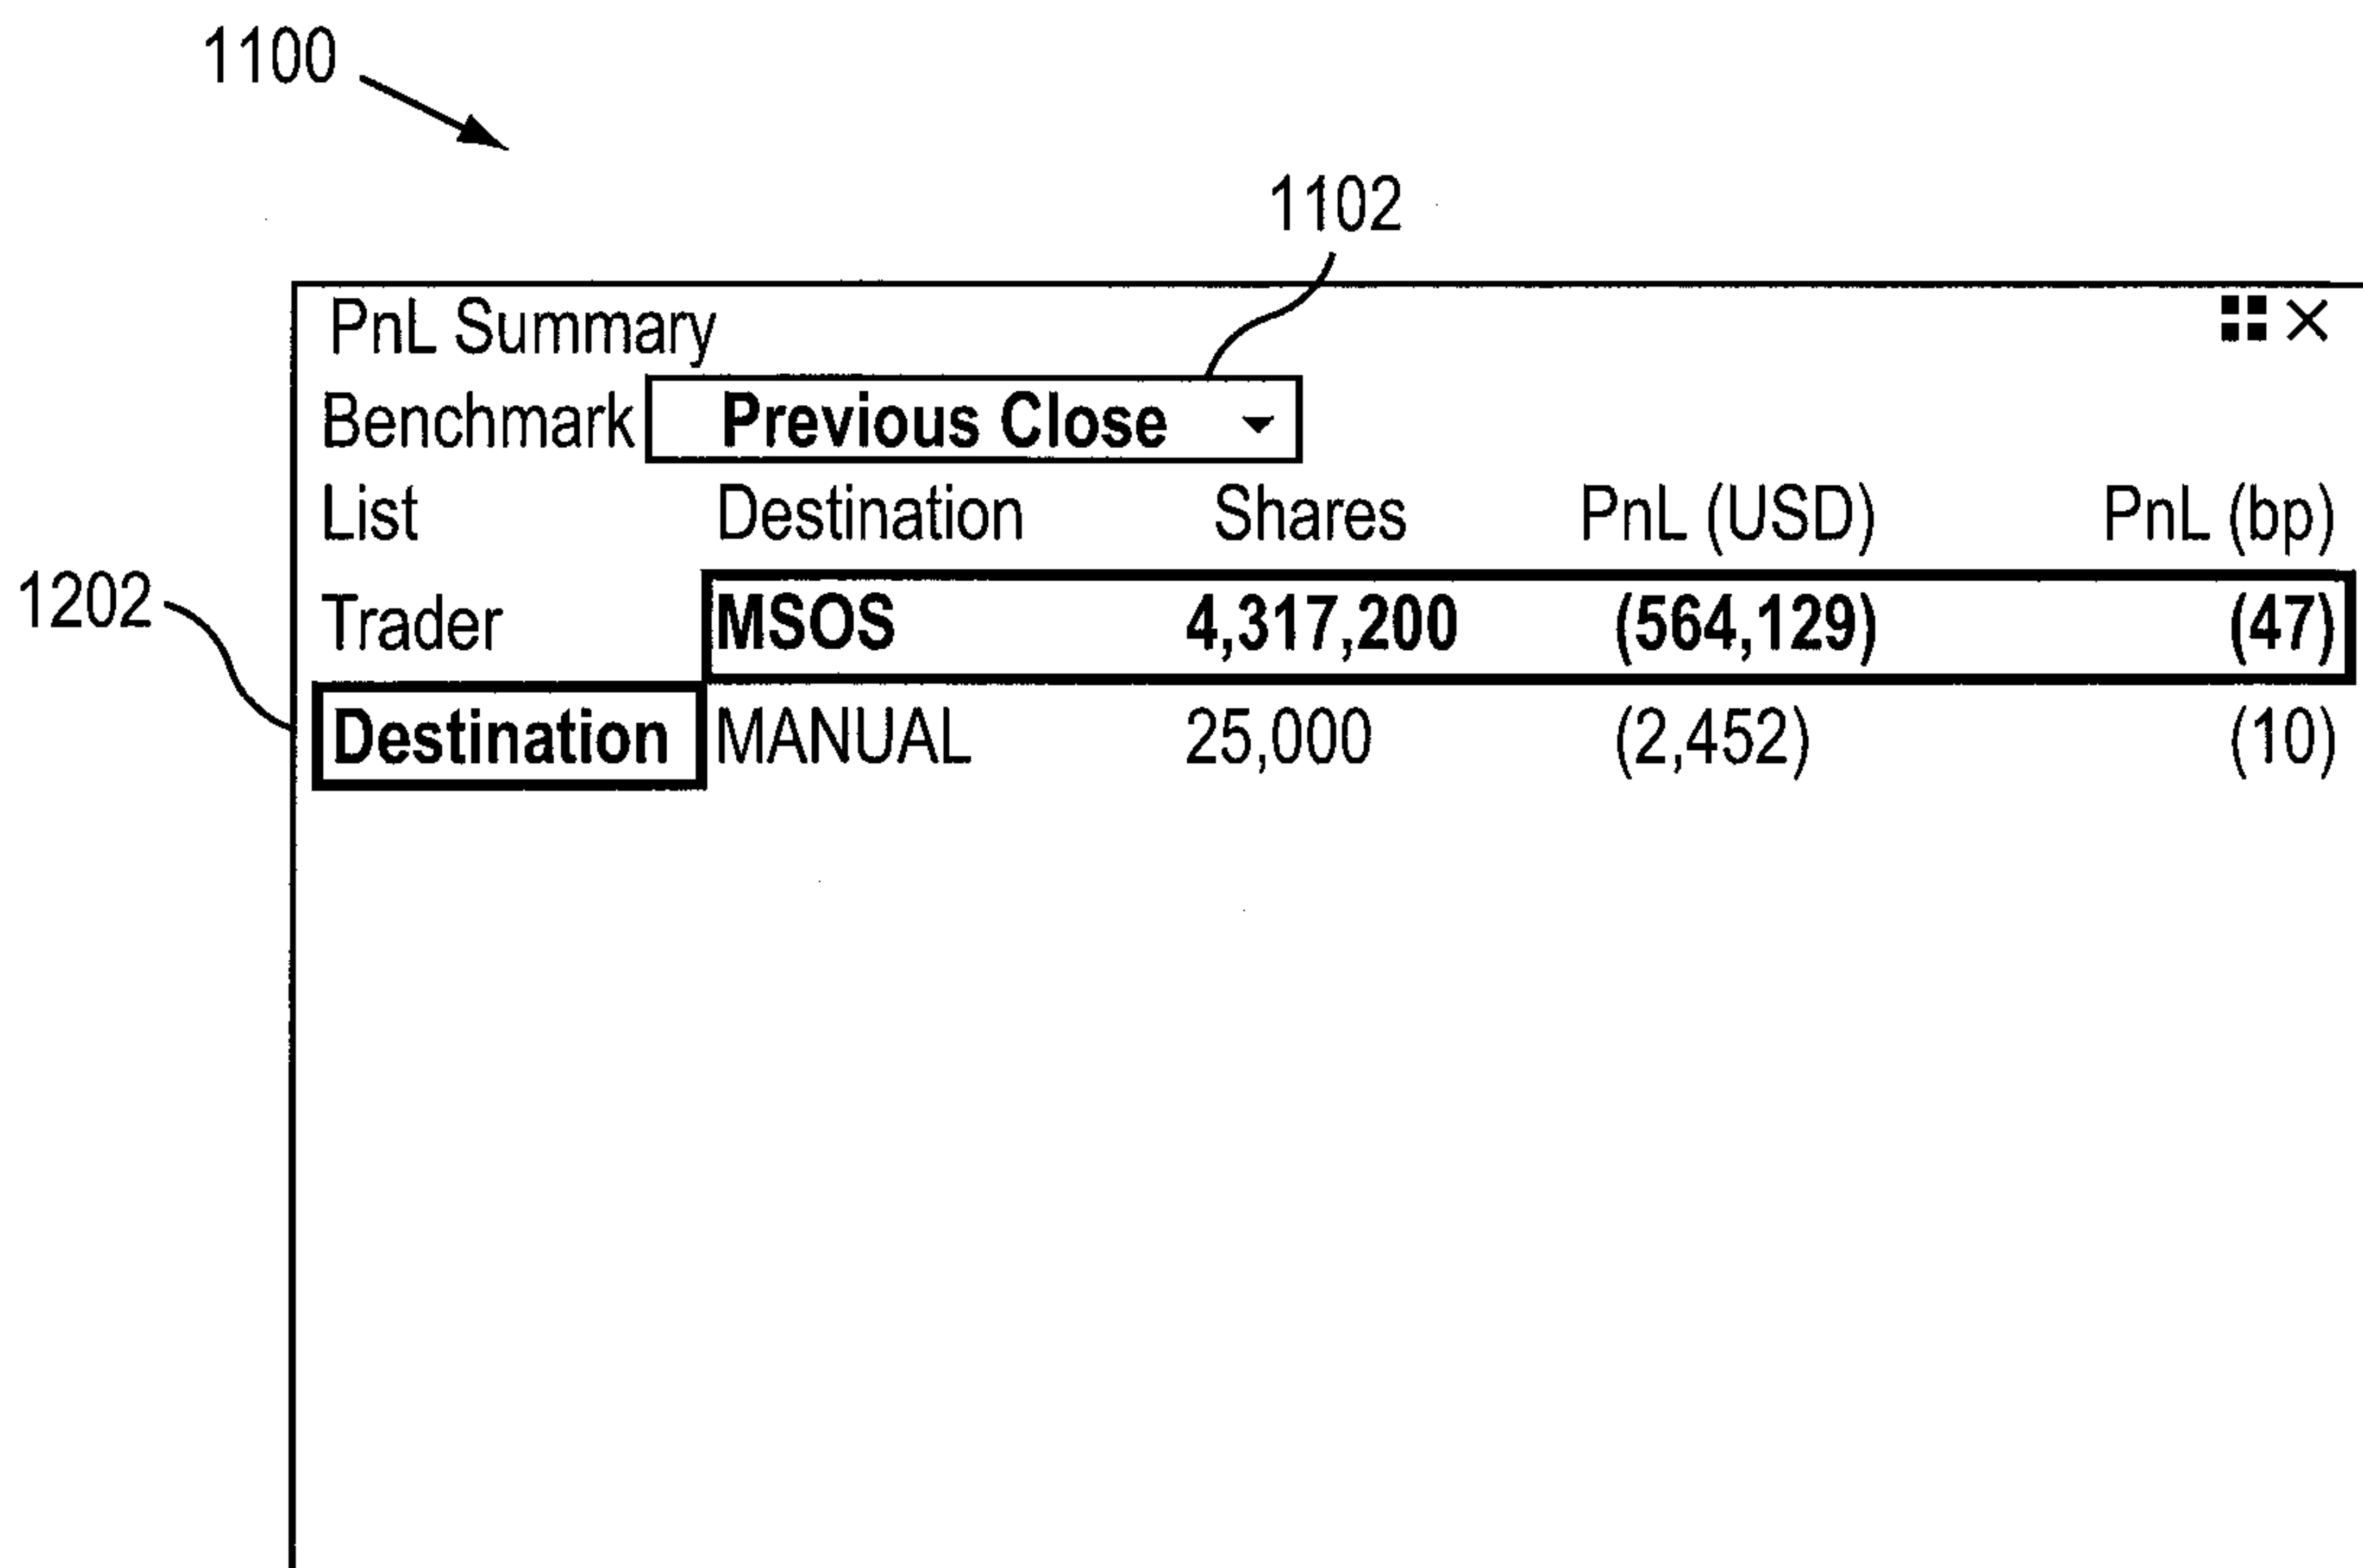 1100
1102
PnL Summary
Benchmark Previous Close
List Destination Shares PnL (USD) PnL (bp)
1202
Trader MSOS 4,317,200 (564,129) (47)
Destination MANUAL 25,000 (2,452) (10)